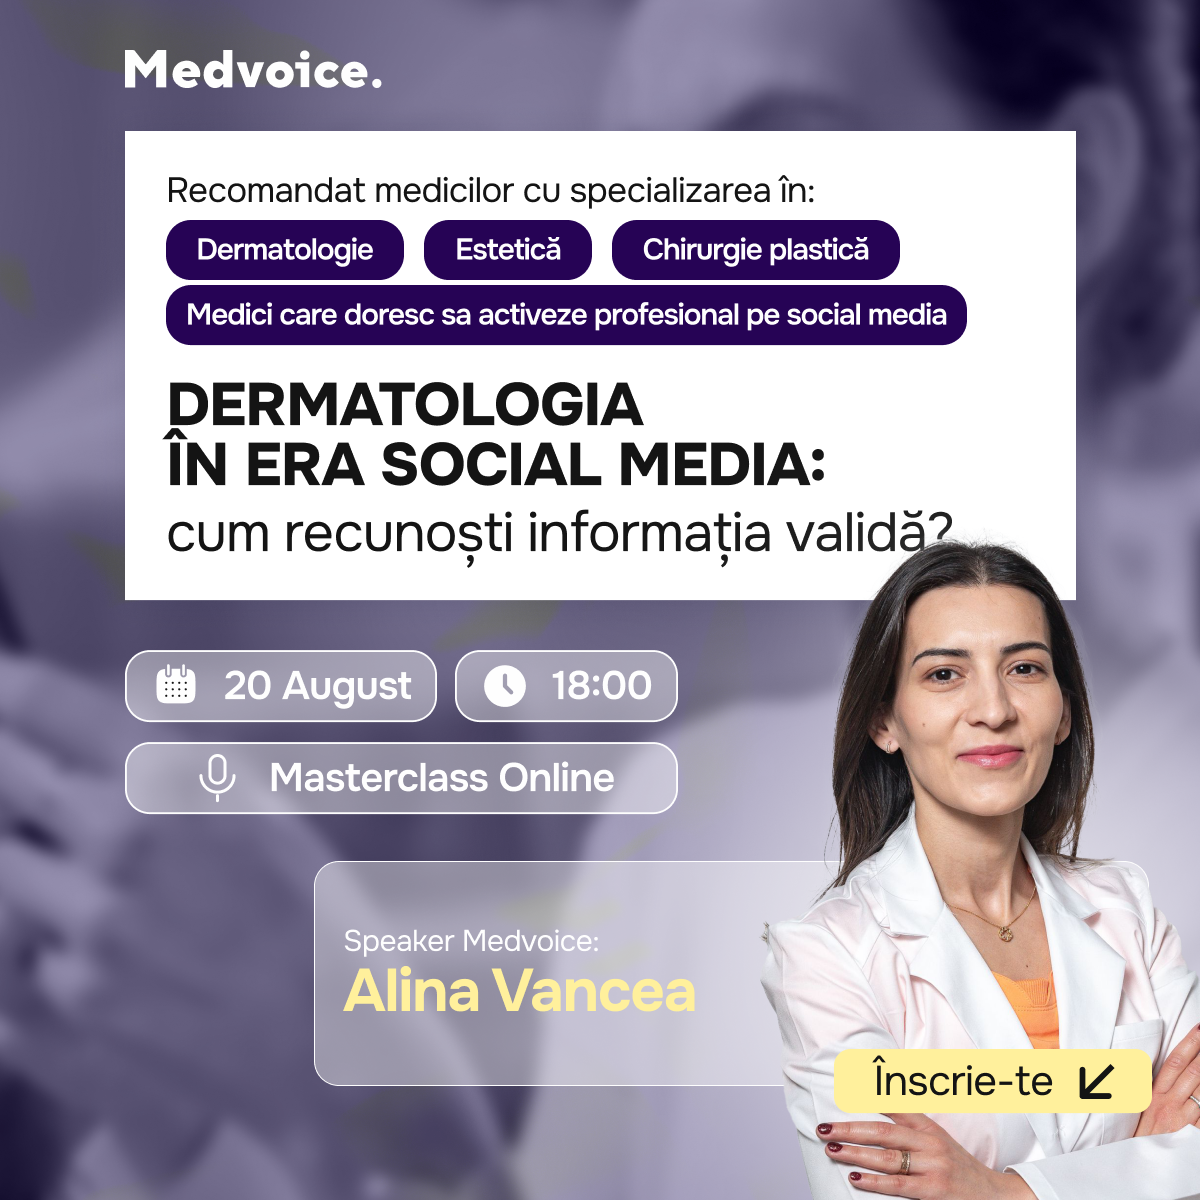 Medvoice.
Recomandat medicilor cu specializarea în:
Dermatologie Estetică Chirurgie plastică
Medici care doresc sa activeze profesional pe social media
DERMATOLOGIA
ÎN ERA SOCIAL MEDIA:
cum recunoști informația validă?
20 August 18:00
Masterclass Online
Speaker Medvoice:
Alina Vancea
Înscrie-te